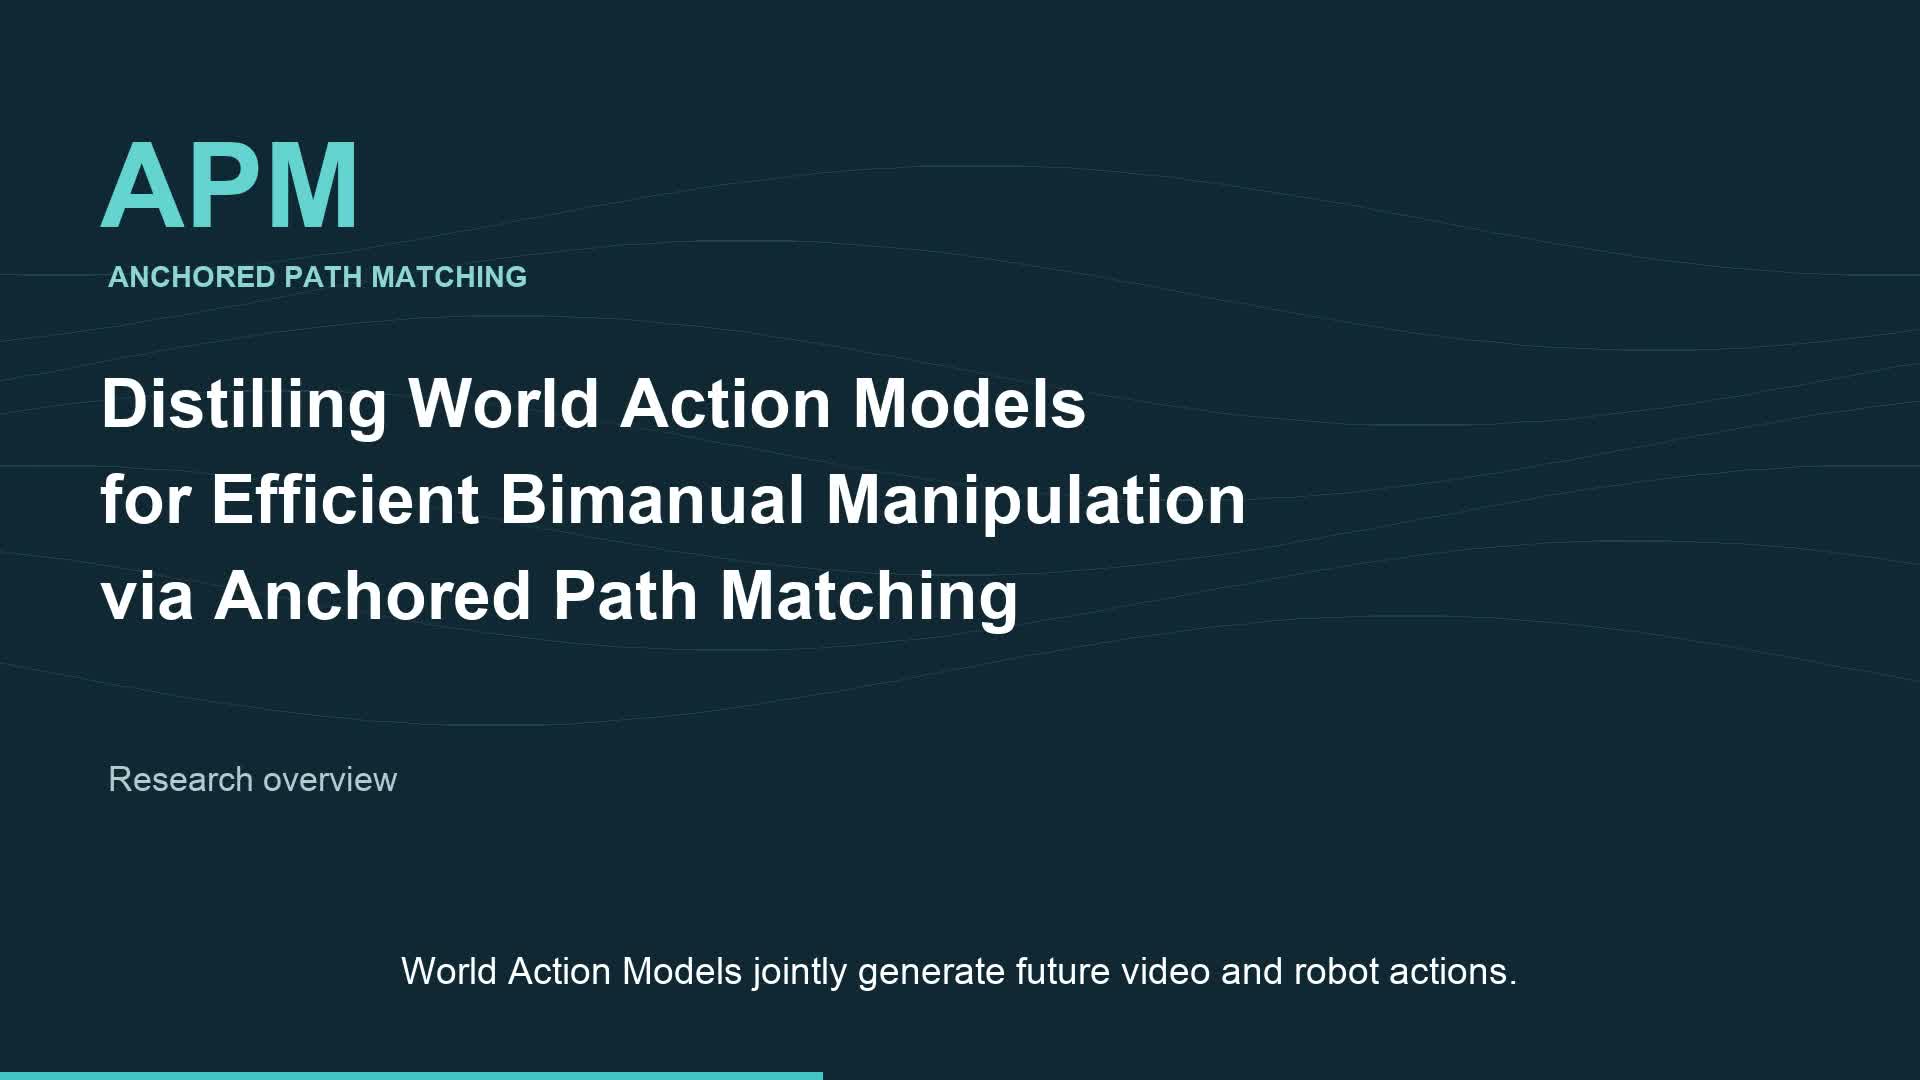 APM
ANCHORED PATH MATCHING
Distilling World Action Models
for Efficient Bimanual Manipulation
via Anchored Path Matching
Research overview
World Action Models jointly generate future video and robot actions.